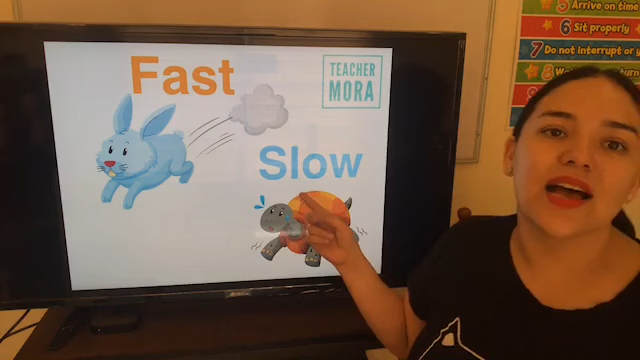 Fast
TEACHER
MORA
Slow
5 Arrive on time
6 Sit properly
7 Do not interrupt or
8